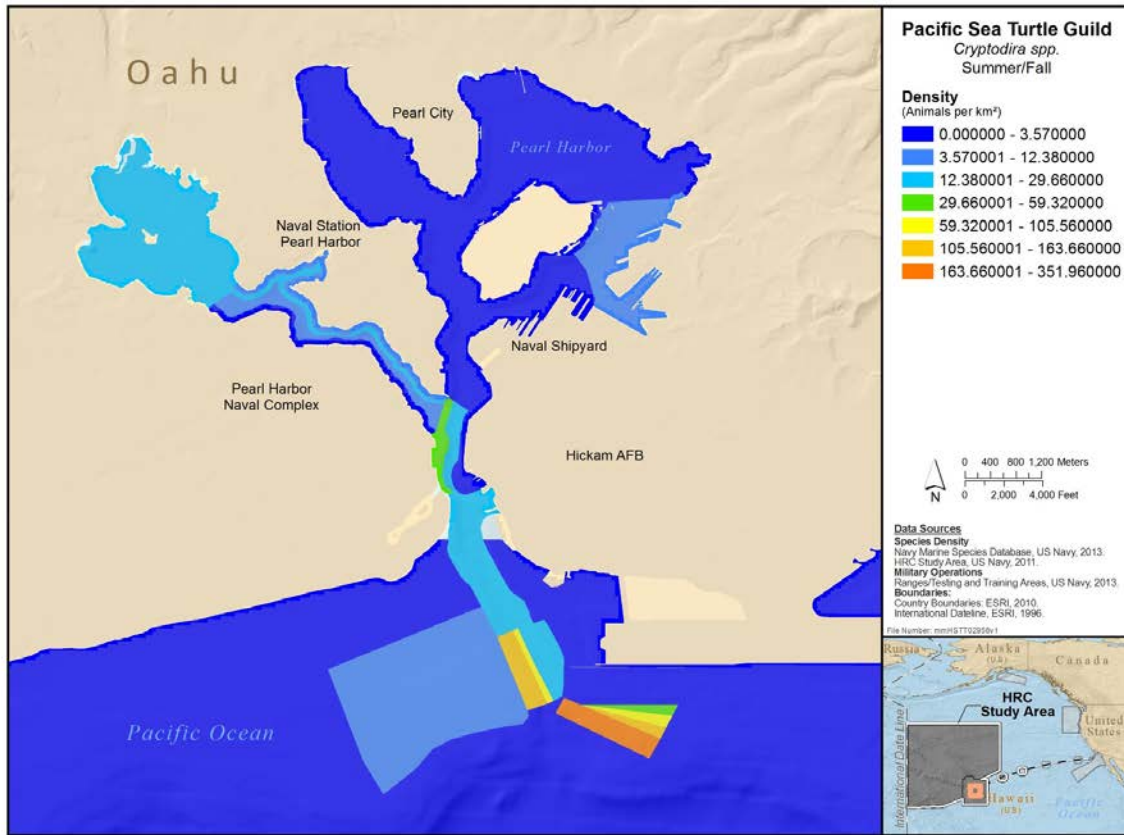 Oahu
Pearl City
Pearl Harbor
Naval Station
Pearl Harbor
Naval Shipyard
Pearl Harbor
Naval Complex
Hickam AFB
Pacific Ocean
Pacific Sea Turtle Guild
Cryptodira spp.
Summer/Fall
Density
(Animals per km²)
0.000000 - 3.570000
3.570001 - 12.380000
12.380001 - 29.660000
29.660001 - 59.320000
59.320001 - 105.560000
105.560001 - 163.660000
163.660001 - 351.960000
N
0 400 800 1,200 Meters
0 2,000 4,000 Feet
Data Sources
Species Density
Navy Marine Species Database, US Navy, 2013.
HRC Study Area, US Navy, 2011.
Military Operations
Ranges/Testing and Training Areas, US Navy, 2013.
Boundaries:
Country Boundaries: ESRI, 2010.
International Dateline, ESRI, 1996.
File Number: mmHSTT02956v1
Russia
Alaska
(U.S)
Canada
HRC
Study Area
United
States
International Date Line
Hawaii
(U.S)
Pacific
Ocean